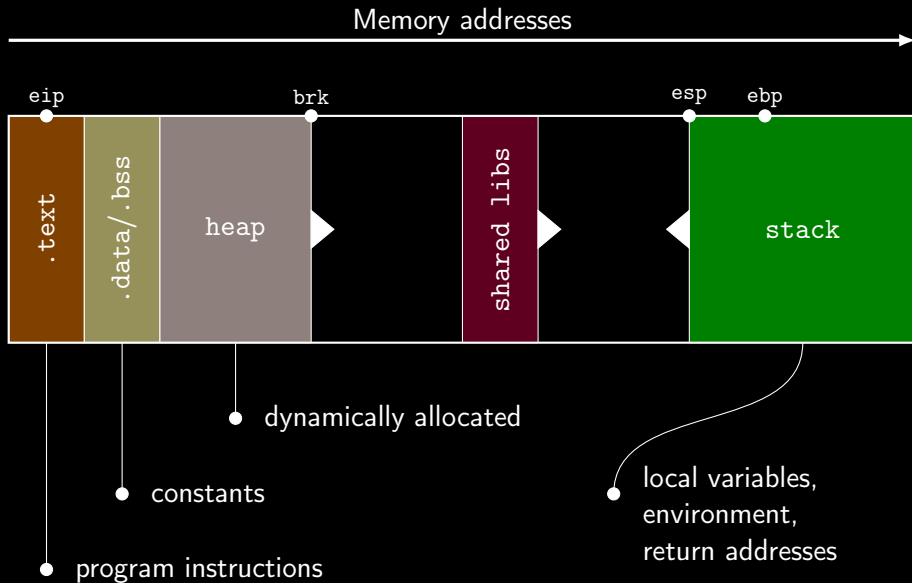 Memory addresses
eip
brk
esp
ebp
.text
.data/.bss
heap
shared libs
stack
dynamically allocated
constants
local variables,
environment,
return addresses
program instructions